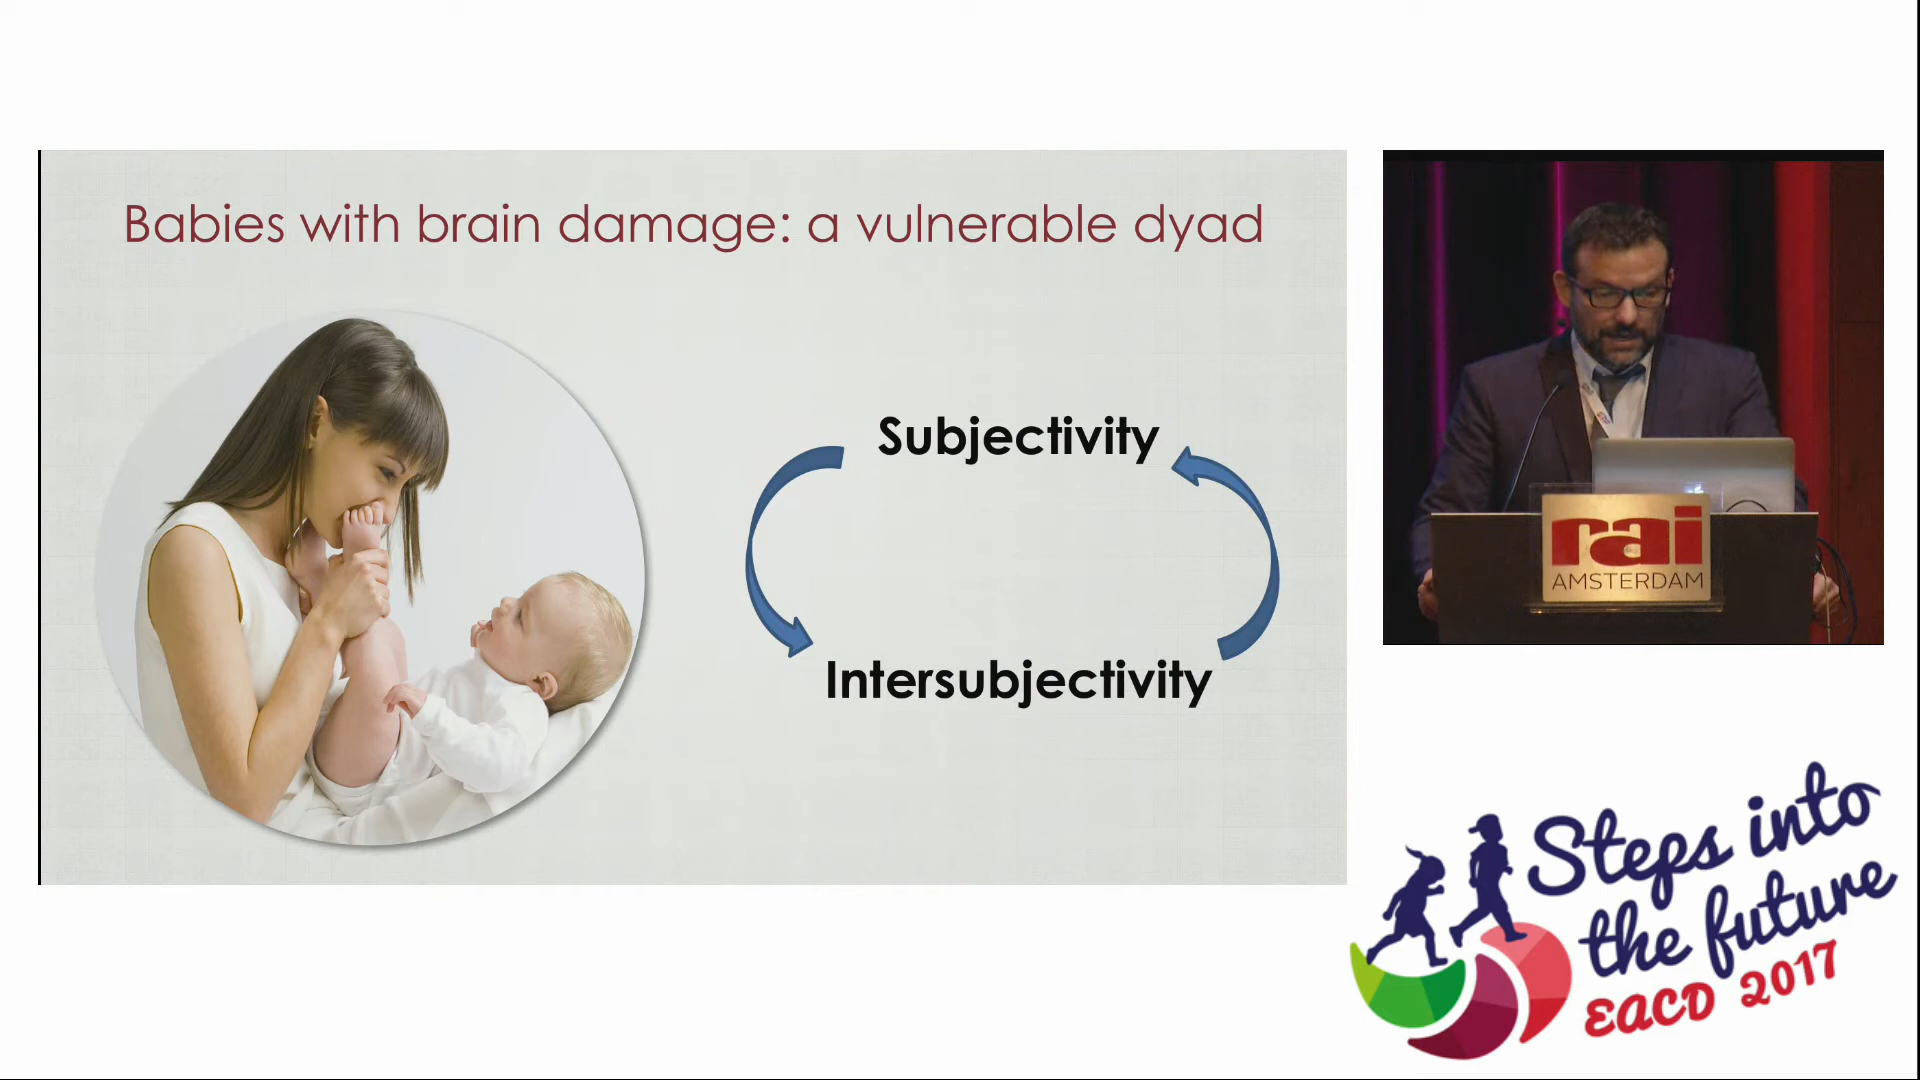 Babies with brain damage: a vulnerable dyad
Subjectivity
Intersubjectivity
rai
AMSTERDAM
Steps into
the future
EACD 2017